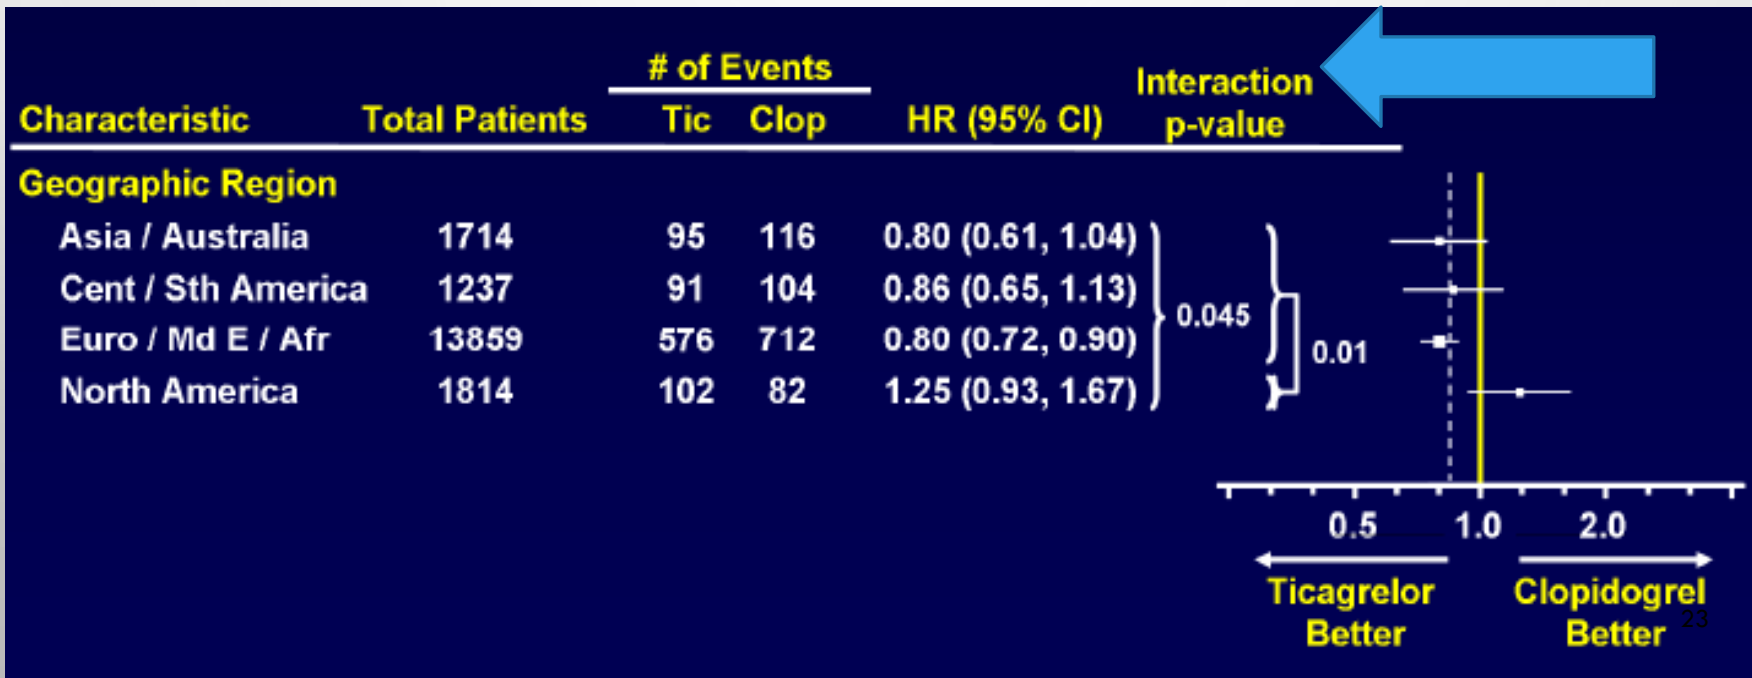 # of Events
Interaction
Characteristic Total Patients Tic Clop HR (95% CI) p-value
Geographic Region
Asia / Australia 1714 95 116 0.80 (0.61, 1.04)
Cent / Sth America 1237 91 104 0.86 (0.65, 1.13)
0.045
Euro / Md E / Afr 13859 576 712 0.80 (0.72, 0.90)
0.01
North America 1814 102 82 1.25 (0.93, 1.67)
0.5 1.0 2.0
Ticagrelor Clopidogrel
Better Better
23